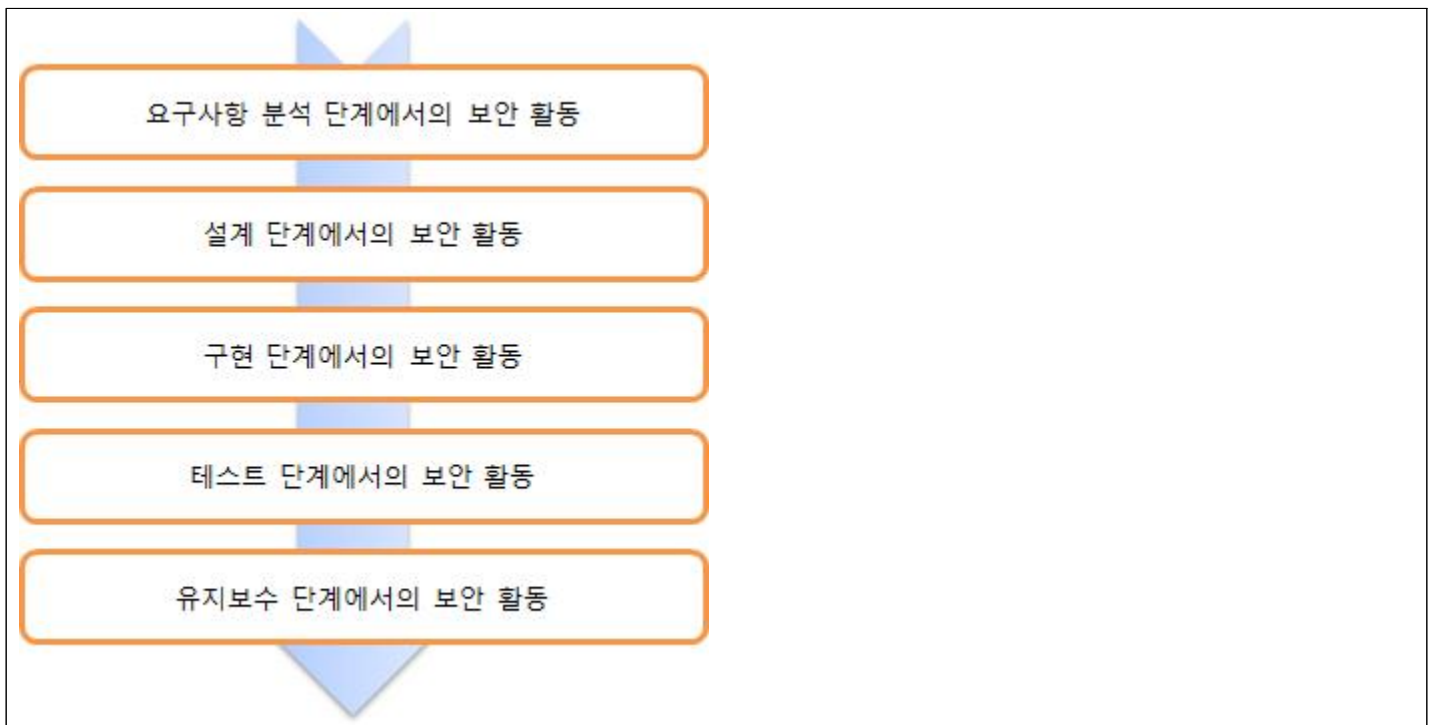 요구사항 분석 단계에서의 보안 활동
설계 단계에서의 보안 활동
구현 단계에서의 보안 활동
테스트 단계에서의 보안 활동
유지보수 단계에서의 보안 활동